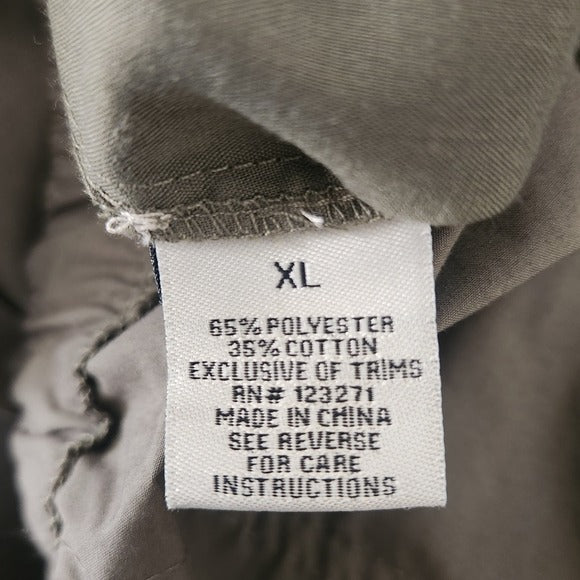 XL
65% POLYESTER
35% COTTON
EXCLUSIVE OF TRIMS
RN# 123271
MADE IN CHINA
SEE REVERSE
FOR CARE
INSTRUCTIONS